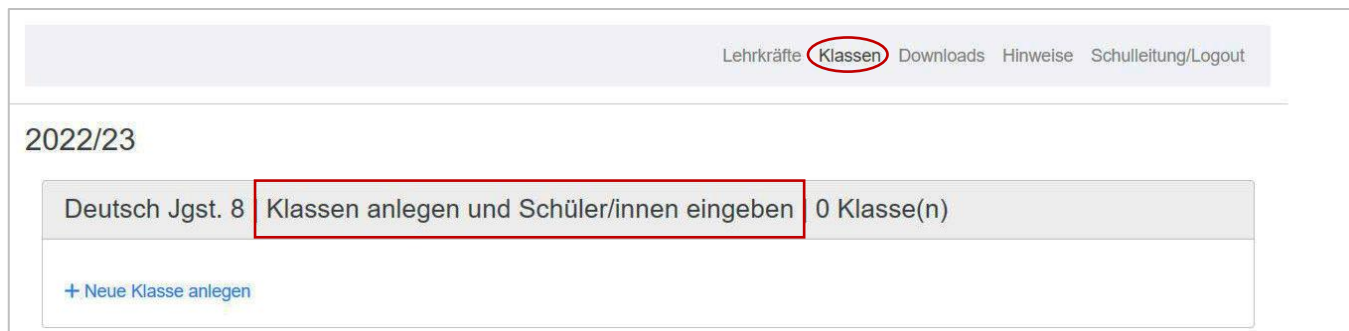 Lehrkräfte Klassen Downloads Hinweise Schulleitung/Logout
2022/23
Deutsch Jgst. 8 | Klassen anlegen und Schüler/innen eingeben | 0 Klasse(n)
+ Neue Klasse anlegen